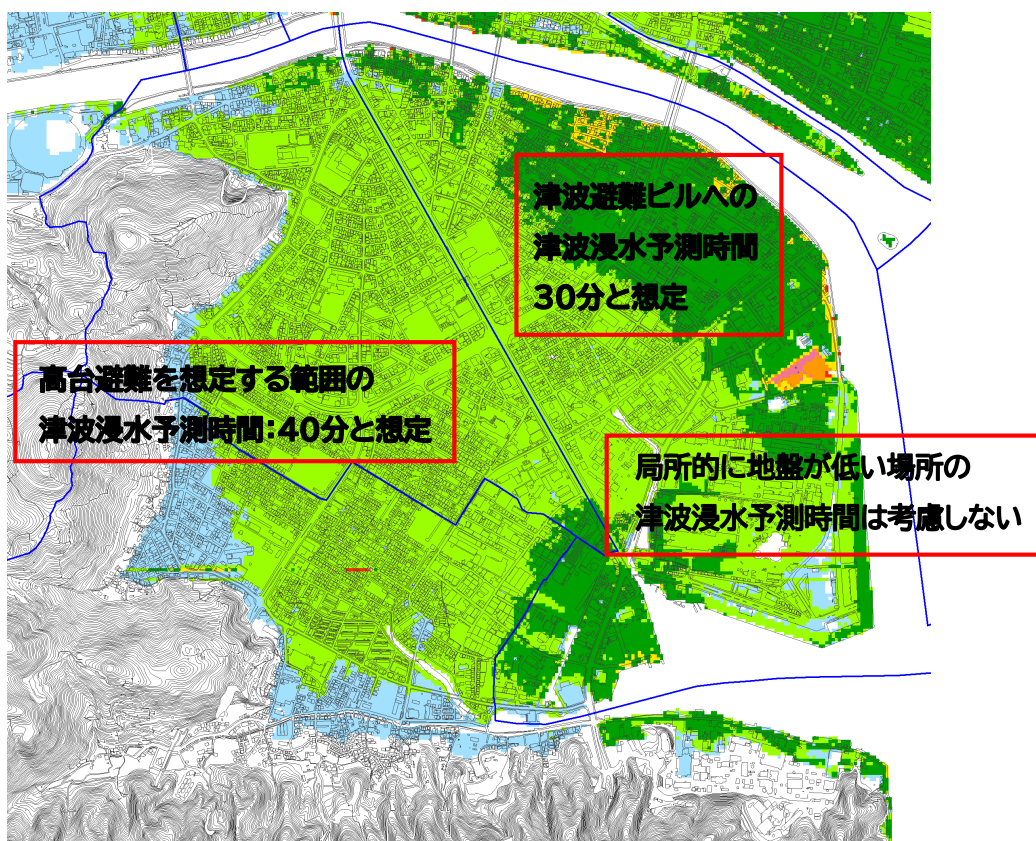 津波避難ビルへの
津波浸水予測時間
30分と想定
高台避難を想定する範囲の
津波浸水予測時間：40分と想定
局所的に地盤が低い場所の
津波浸水予測時間は考慮しない